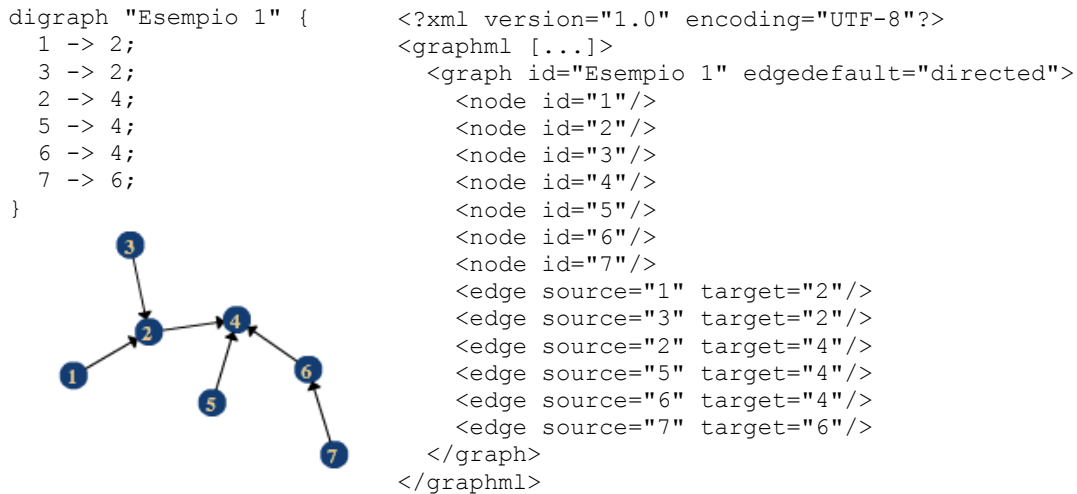 digraph "Esempio 1" {
  1 -> 2;
  3 -> 2;
  2 -> 4;
  5 -> 4;
  6 -> 4;
  7 -> 6;
}
3
2
4
1
5
6
7
<?xml version="1.0" encoding="UTF-8"?>
<graphml [...]>
  <graph id="Esempio 1" edgedefault="directed">
    <node id="1"/>
    <node id="2"/>
    <node id="3"/>
    <node id="4"/>
    <node id="5"/>
    <node id="6"/>
    <node id="7"/>
    <edge source="1" target="2"/>
    <edge source="3" target="2"/>
    <edge source="2" target="4"/>
    <edge source="5" target="4"/>
    <edge source="6" target="4"/>
    <edge source="7" target="6"/>
  </graph>
</graphml>